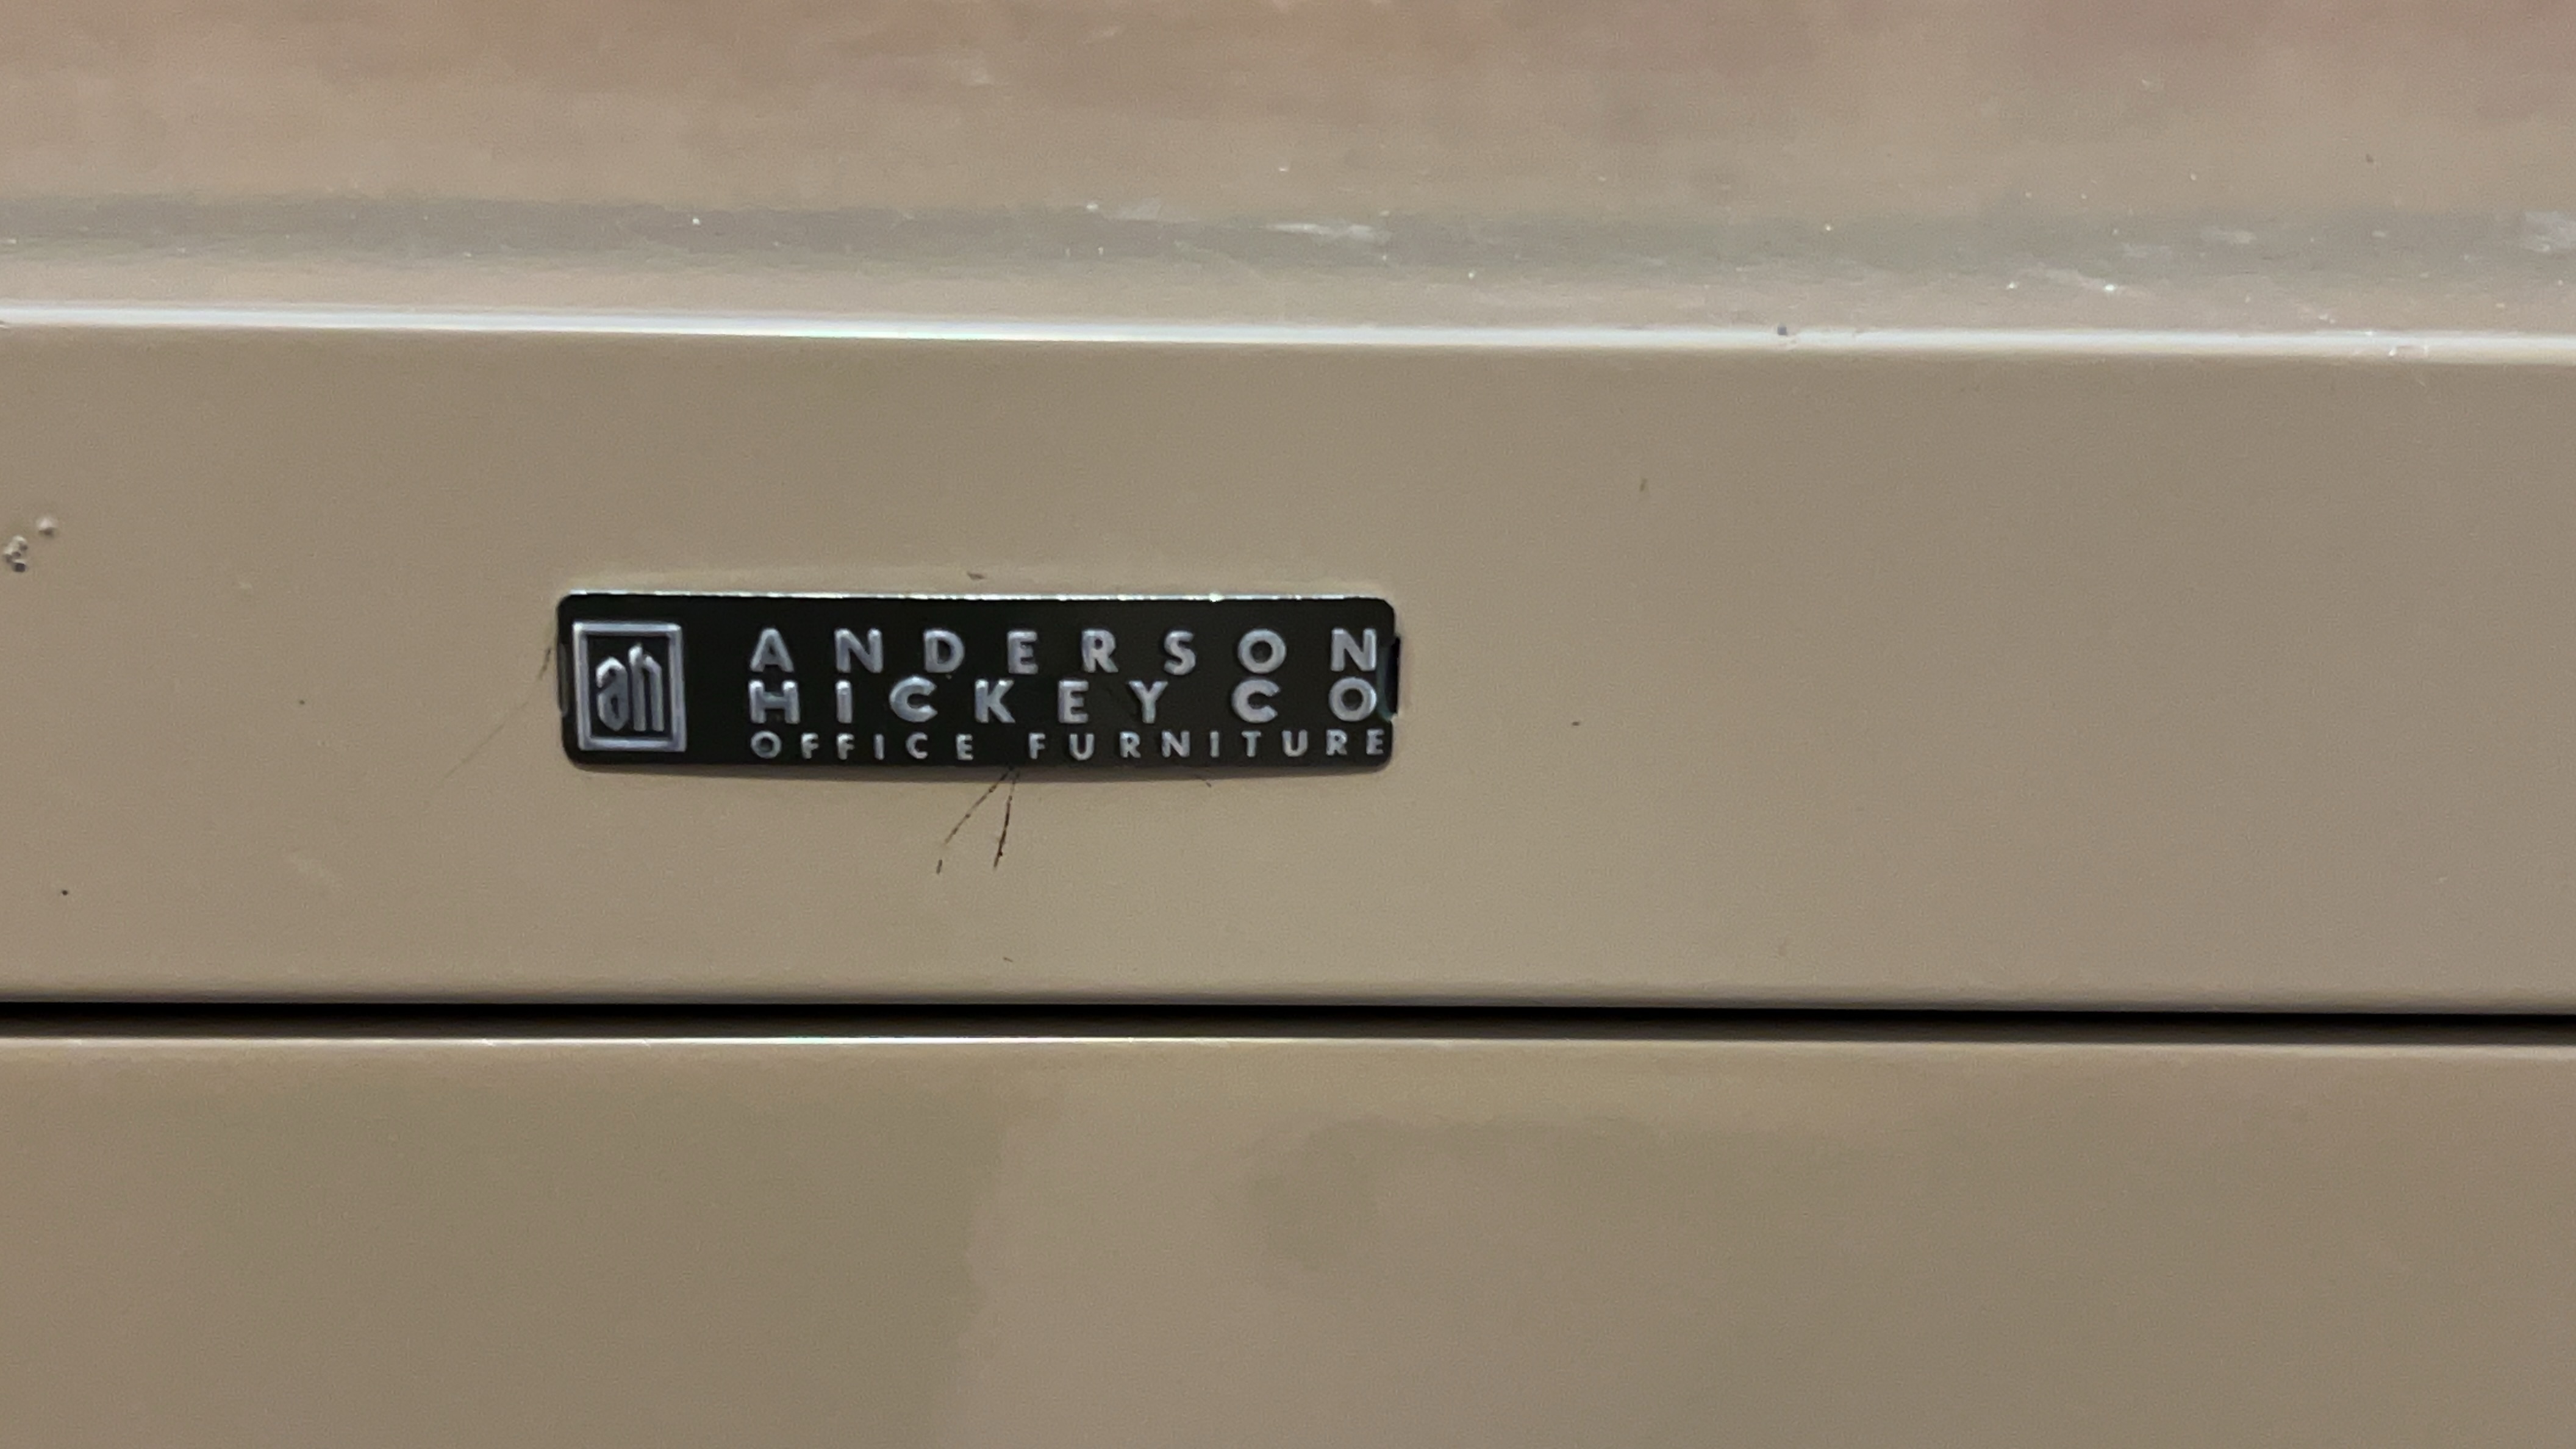 ah
ANDERSON
HICKEY CO
OFFICE FURNITURE